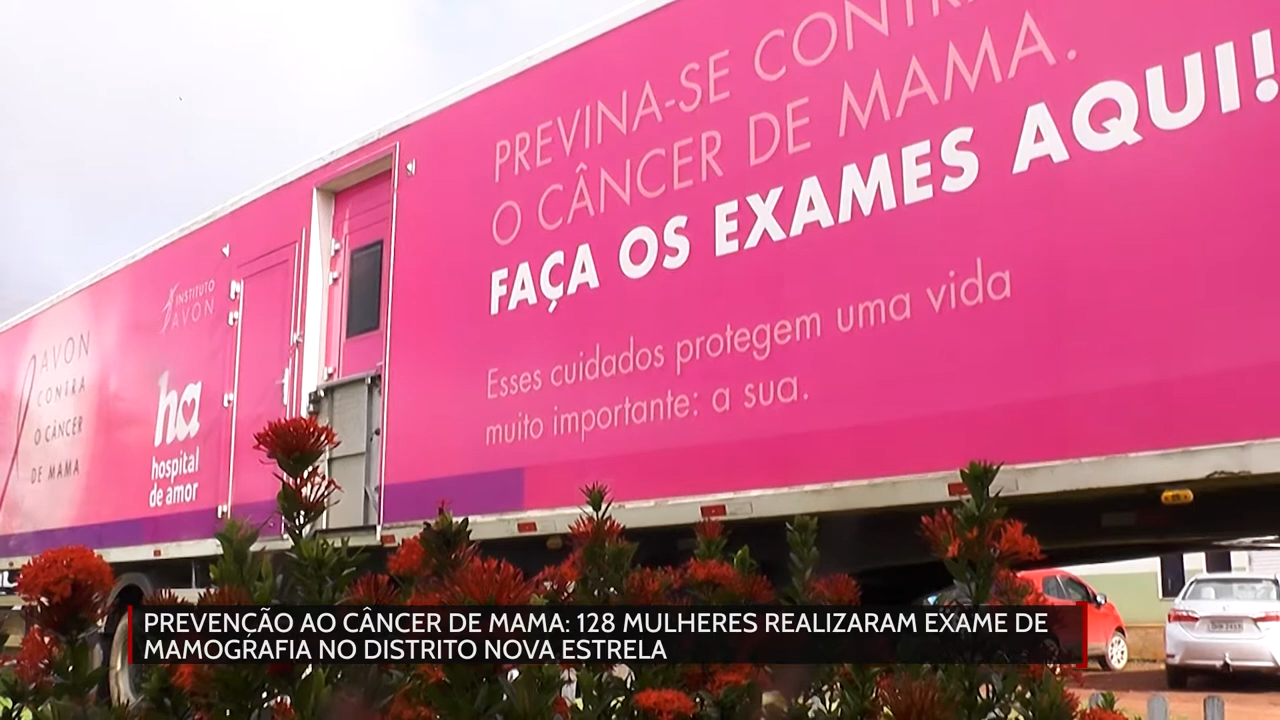 PREVINA-SE CONTRA
O CÂNCER DE MAMA.
FAÇA OS EXAMES AQUI!
Esses cuidados protegem uma vida
muito importante: a sua.
INSTITUTO
AVON
AVON
CONTRA
O CÂNCER
DE MAMA
ha
hospital
de amor
PREVENÇÃO AO CÂNCER DE MAMA: 128 MULHERES REALIZARAM EXAME DE
MAMOGRAFIA NO DISTRITO NOVA ESTRELA